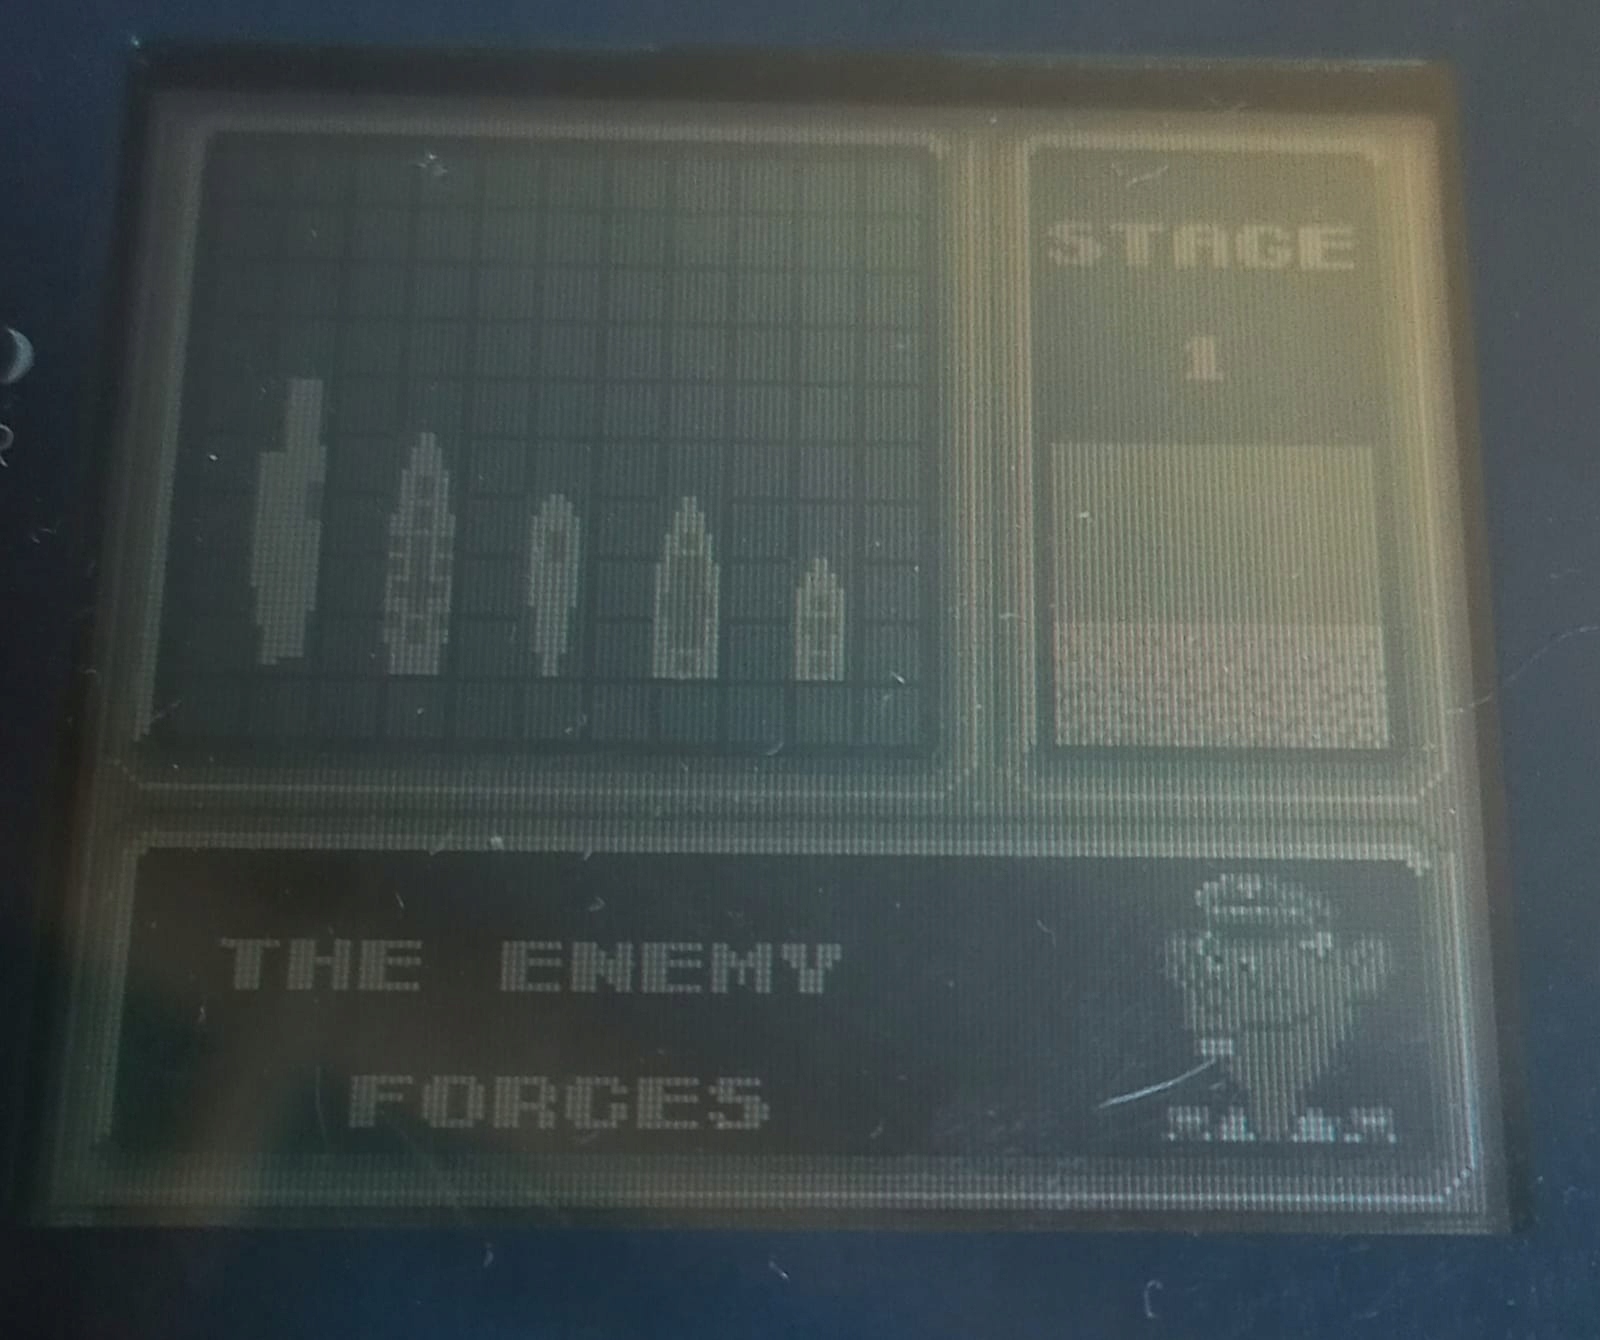 STAGE
1
THE ENEMY
FORCES